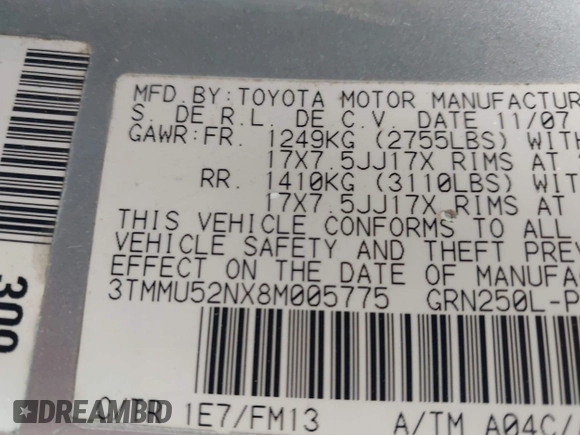 MFD.BY:TOYOTA MOTOR MANUFACTUR
S. DE R.L. DE C.V. DATE 11/07
GAWR:FR. 1249KG (2755LBS) WITH
17X7.5JJ17X RIMS AT
RR. 1410KG (3110LBS) WIT
17X7.5JJ17X RIMS AT
THIS VEHICLE CONFORMS TO ALL
VEHICLE SAFETY AND THEFT PREV
EFFECT ON THE DATE OF MANUFA
3TMMU52NX8M005775 GRN250L-P
C/TR 1E7/FM13 A/TM A04C/
300
DREAMBID